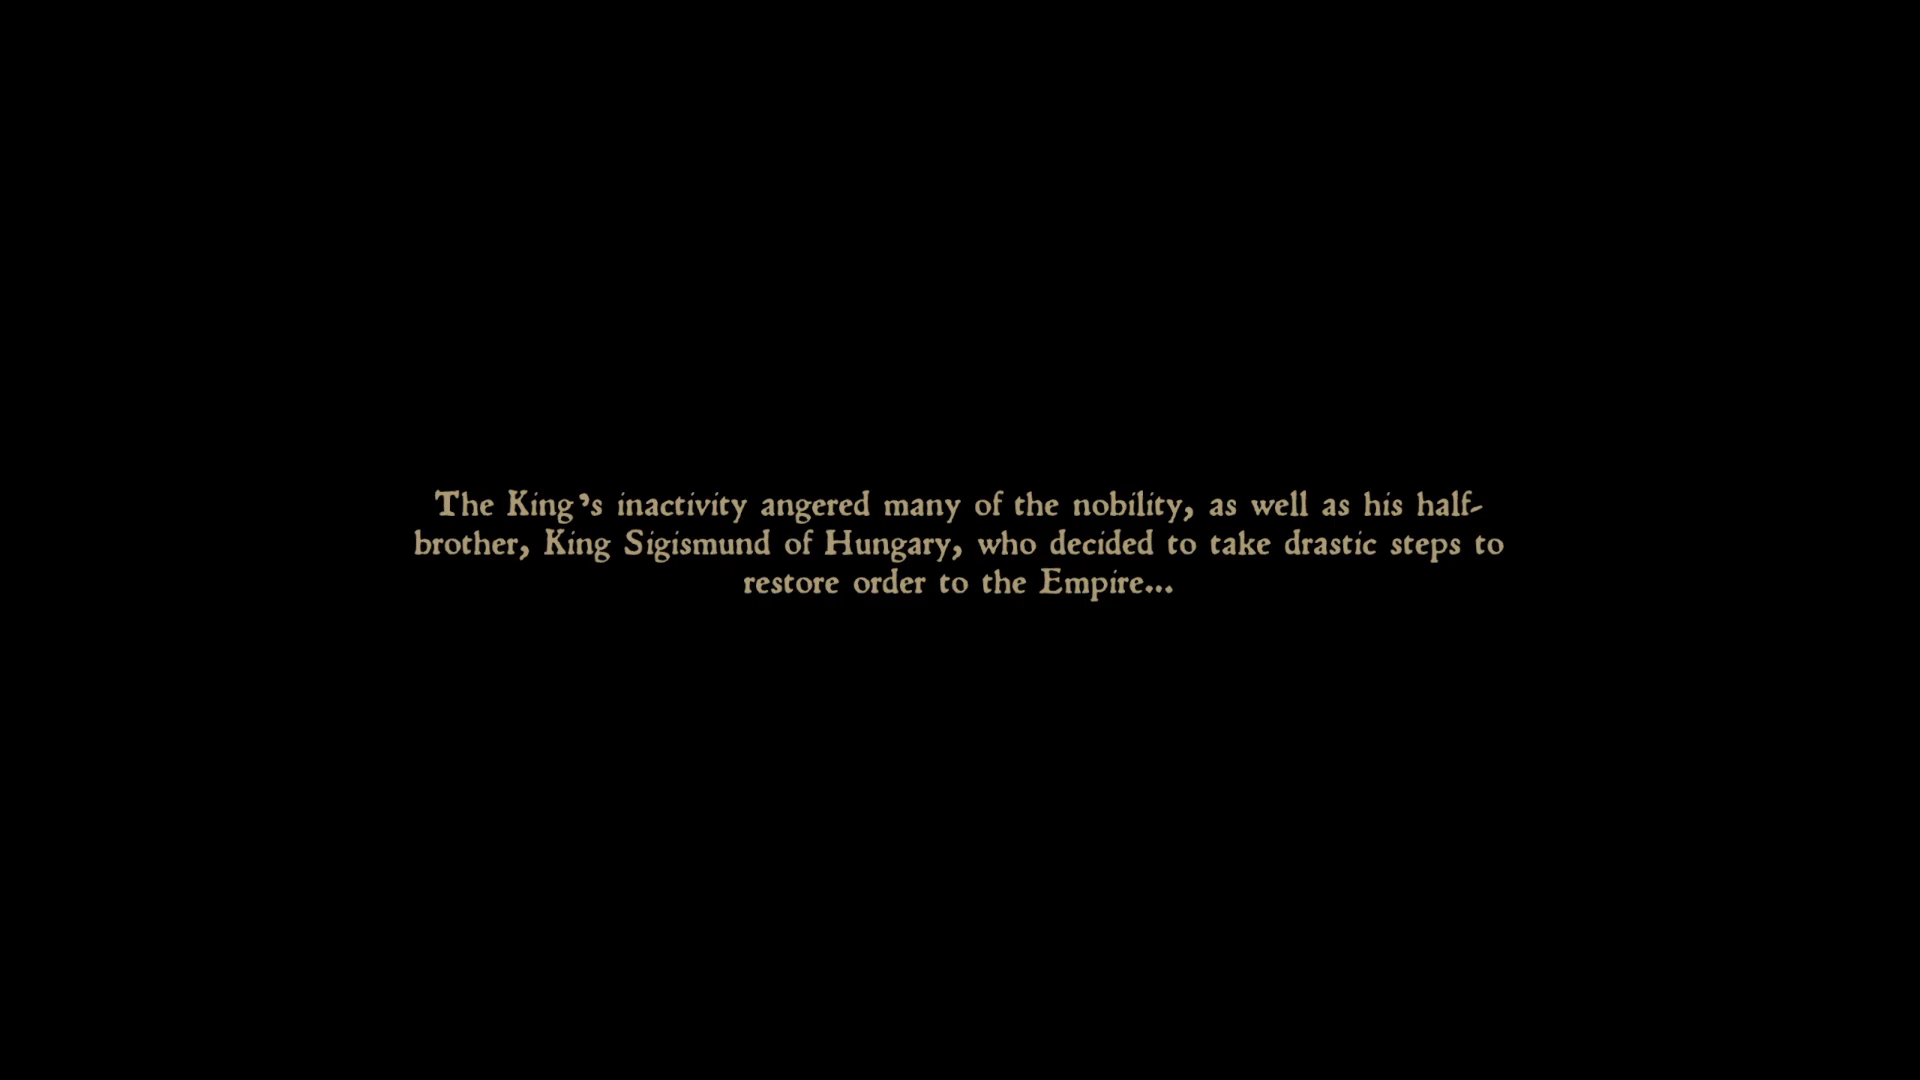 The King's inactivity angered many of the nobility, as well as his half-
brother, King Sigismund of Hungary, who decided to take drastic steps to
restore order to the Empire...